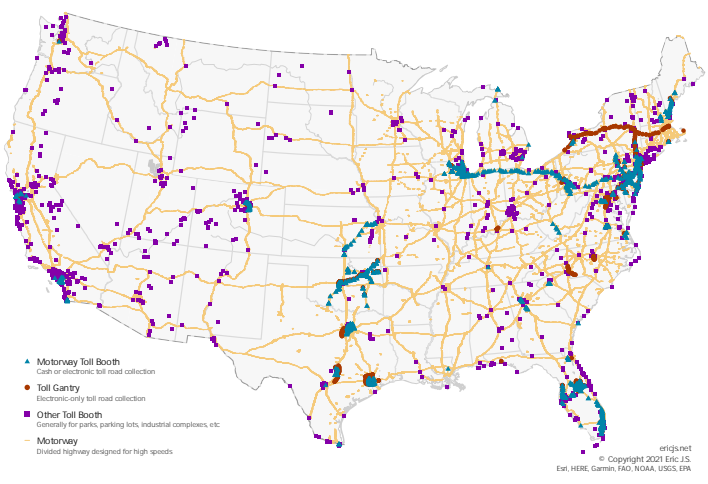 Motorway Toll Booth
Cash or electronic toll road collection
Toll Gantry
Electronic-only toll road collection
Other Toll Booth
Generally for parks, parking lots, industrial complexes, etc
Motorway
Divided highway designed for high speeds
ericjs.net
© Copyright 2021 Eric J.S.
Esri, HERE, Garmin, FAO, NOAA, USGS, EPA